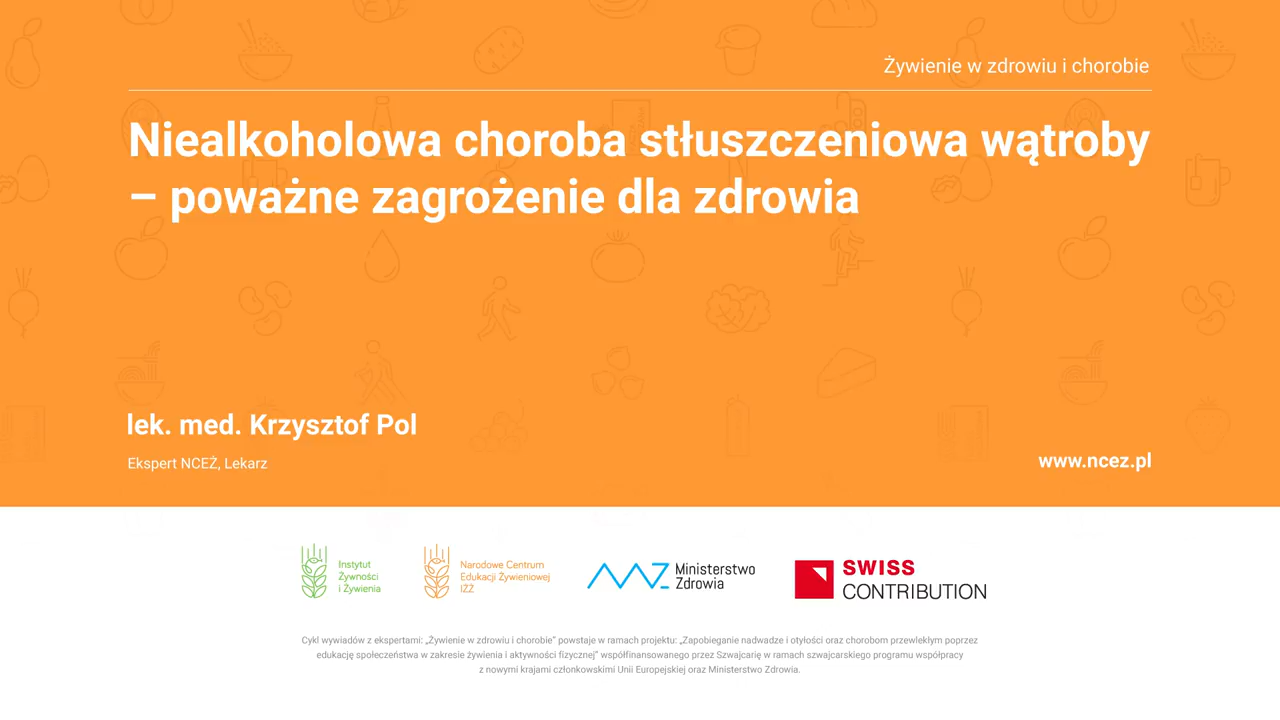 Żywienie w zdrowiu i chorobie
Niealkoholowa choroba stłuszczeniowa wątroby
– poważne zagrożenie dla zdrowia
lek. med. Krzysztof Pol
Ekspert NCEŻ, Lekarz
www.ncez.pl
Instytut
Żywności
i Żywienia
Narodowe Centrum
Edukacji Żywieniowej
IŻŻ
Ministerstwo
Zdrowia
SWISS
CONTRIBUTION
Cykl wywiadów z ekspertami: „Żywienie w zdrowiu i chorobie” powstaje w ramach projektu: „Zapobieganie nadwadze i otyłości oraz chorobom przewlekłym poprzez
edukację społeczeństwa w zakresie żywienia i aktywności fizycznej” współfinansowanego przez Szwajcarię w ramach szwajcarskiego programu współpracy
z nowymi krajami członkowskimi Unii Europejskiej oraz Ministerstwo Zdrowia.